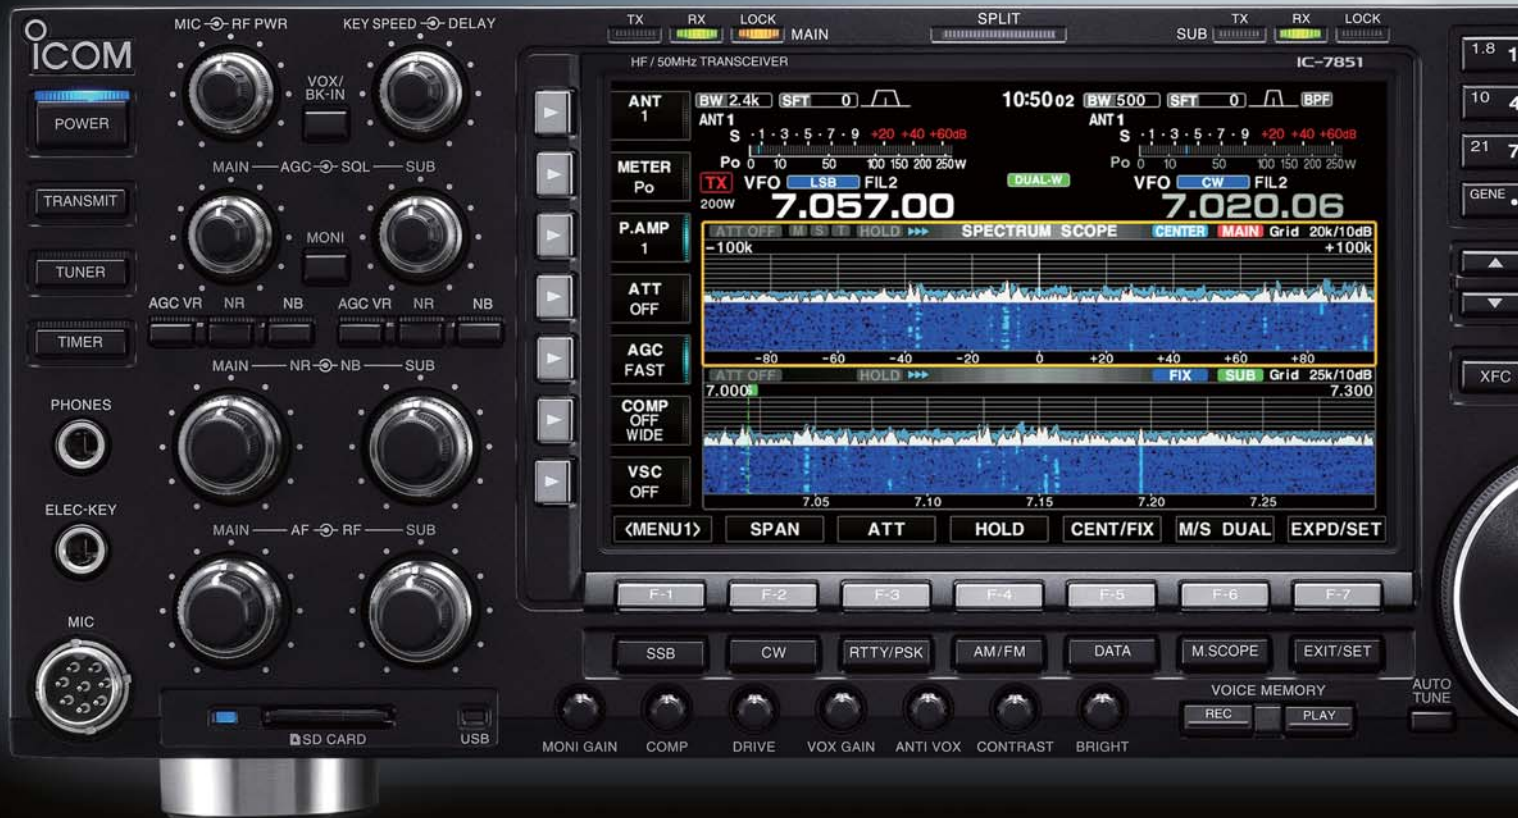 ICOM
MIC RF PWR
KEY SPEED DELAY
VOX/
BK-IN
POWER
MAIN AGC SQL SUB
TRANSMIT
MONI
TUNER
AGC VR NR NB
AGC VR NR NB
TIMER
MAIN NR NB SUB
PHONES
ELEC-KEY
MAIN AF RF SUB
MIC
SD CARD
USB
TX RX LOCK MAIN
SPLIT
SUB TX RX LOCK
HF / 50MHz TRANSCEIVER
IC-7851
ANT
1
METER
Po
P.AMP
1
ATT
OFF
AGC
FAST
COMP
OFF
WIDE
VSC
OFF
BW 2.4k SFT 0
10:50 02
BW 500 SFT 0 BPF
ANT 1
S ·1·3·5·7·9 +20 +40 +60dB
Po 0 10 50 100 150 200 250W
ANT 1
S ·1·3·5·7·9 +20 +40 +60dB
Po 0 10 50 100 150 200 250W
TX VFO LSB FIL2
DUAL-W
VFO CW FIL2
200W 7.057.00
7.020.06
ATT OFF M S T HOLD SPECTRUM SCOPE CENTER MAIN Grid 20k/10dB
-100k +100k
-80 -60 -40 -20 0 +20 +40 +60 +80
ATT OFF HOLD FIX SUB Grid 25k/10dB
7.000 7.300
7.05 7.10 7.15 7.20 7.25
<MENU1> SPAN ATT HOLD CENT/FIX M/S DUAL EXPD/SET
F-1 F-2 F-3 F-4 F-5 F-6 F-7
SSB CW RTTY/PSK AM/FM DATA M.SCOPE EXIT/SET
MONI GAIN COMP DRIVE VOX GAIN ANTI VOX CONTRAST BRIGHT
VOICE MEMORY
REC PLAY
AUTO
TUNE
1.8 1
10 4
21 7
GENE .
XFC